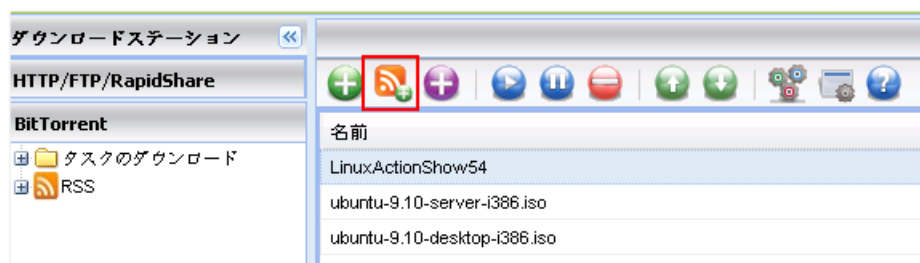 ダウンロードステーション
HTTP/FTP/RapidShare
BitTorrent
タスクのダウンロード
RSS
名前
LinuxActionShow54
ubuntu-9.10-server-i386.iso
ubuntu-9.10-desktop-i386.iso